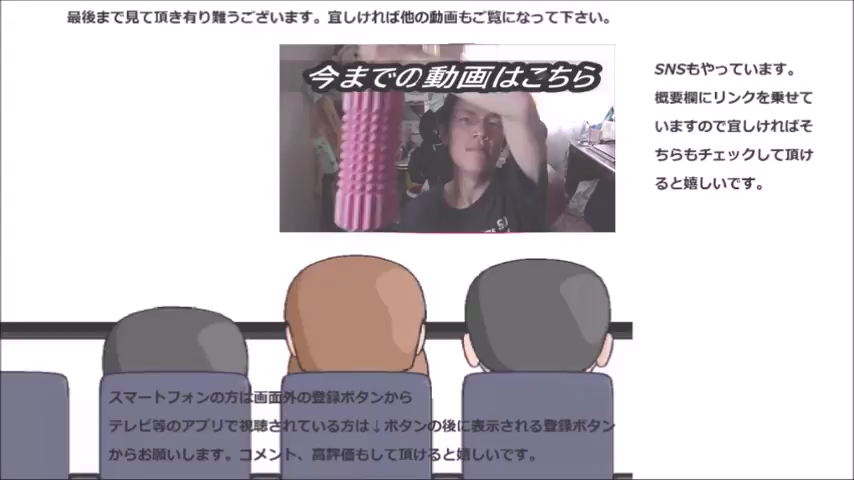 最後まで見て頂き有り難うございます。宜しければ他の動画もご覧になって下さい。
今までの動画はこちら
SNSもやっています。
概要欄にリンクを乗せて
いますので宜しければそ
ちらもチェックして頂け
ると嬉しいです。
スマートフォンの方は画面外の登録ボタンから
テレビ等のアプリで視聴されている方は↓ボタンの後に表示される登録ボタン
からお願いします。コメント、高評価もして頂けると嬉しいです。